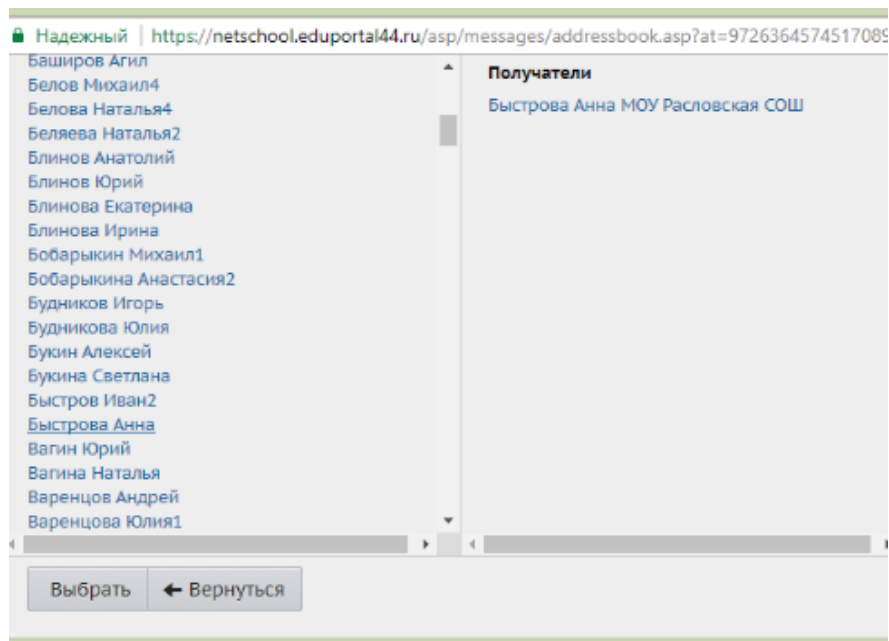 Надежный | https://netschool.eduportal44.ru/asp/messages/addressbook.asp?at=9726364574517089
Баширов Агил
Белов Михаил4
Белова Наталья4
Беляева Наталья2
Блинов Анатолий
Блинов Юрий
Блинова Екатерина
Блинова Ирина
Бобарыкин Михаил1
Бобарыкина Анастасия2
Будников Игорь
Будникова Юлия
Букин Алексей
Букина Светлана
Быстров Иван2
Быстрова Анна
Вагин Юрий
Вагина Наталья
Варенцов Андрей
Варенцова Юлия1
Получатели
Быстрова Анна МОУ Расловская СОШ
Выбрать
← Вернуться